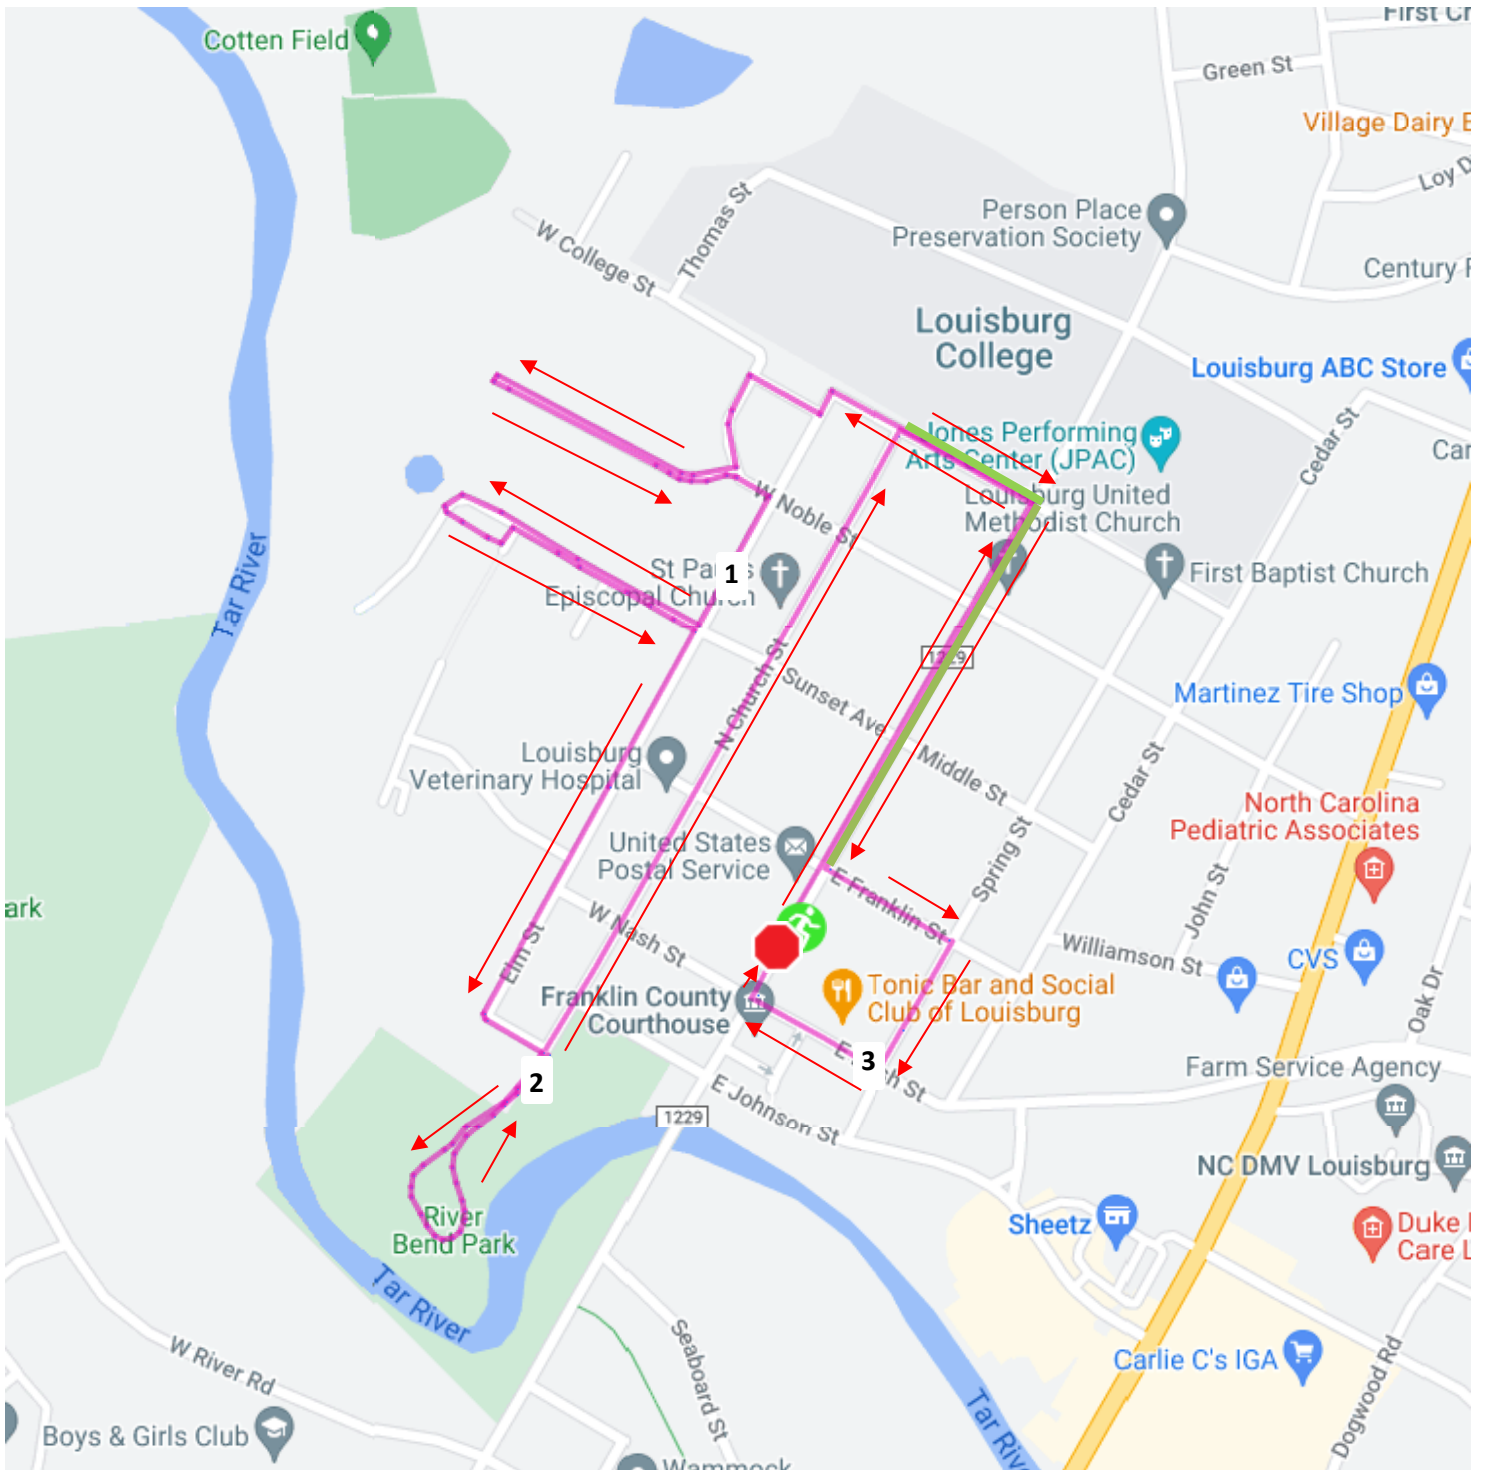 First Cr
Cotten Field
Green St
Village Dairy
Loy D
Thomas St
Person Place
Preservation Society
W College St
Century
Louisburg
College
Louisburg ABC Store
Cedar St
Jones Performing
Arts Center (JPAC)
Car
Louisburg United
Methodist Church
W Noble St
First Baptist Church
St Pa s
Episcopal Church
1
Tar River
1229
N Church St
Sunset Ave
Martinez Tire Shop
Louisburg
Veterinary Hospital
Middle St
Cedar St
North Carolina
Pediatric Associates
United States
Postal Service
Spring St
E Franklin St
John St
ark
W Nash St
Elm St
Williamson St
CVS
Tonic Bar and Social
Club of Louisburg
Franklin County
Courthouse
Oak Dr
3
E sh St
2
Farm Service Agency
E Johnson St
1229
NC DMV Louisburg
River
Bend Park
Sheetz
Duke
Care L
Tar River
W River Rd
Seaboard St
Carlie C's IGA
Dogwood Rd
Tar Rive
Boys & Girls Club
Wammock